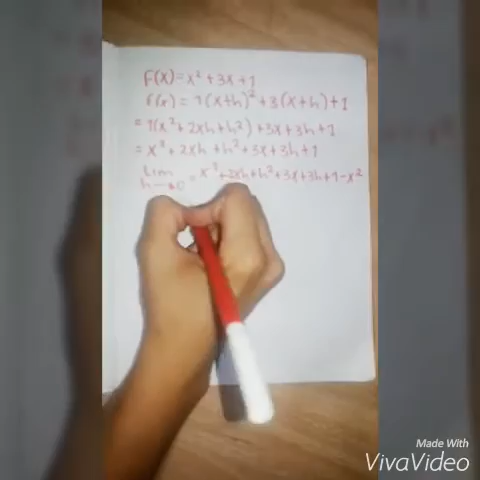 F(x) = x² + 3x + 1
f(x) = 1(x+h)² + 3(x+h) + 1
= 1(x²+2xh+h²) + 3x+3h+1
= x²+2xh + h²+3x+3h+1
Lim = x²+2xh+h²+3x+3h+1-x²
h→0
Made With
VivaVideo